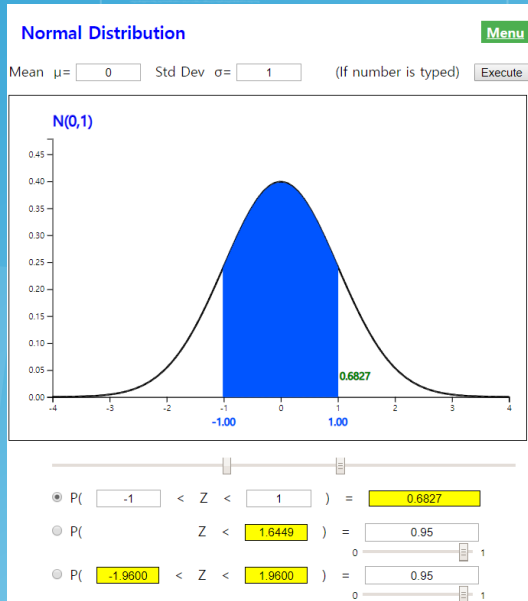 Normal Distribution Menu
Mean μ= 0 Std Dev σ= 1 (If number is typed) Execute
N(0,1)
0.45
0.40
0.35
0.30
0.25
0.20
0.15
0.10
0.05
0.6827
0.00
-4 -3 -2 -1 0 1 2 3 4
-1.00 1.00
P( -1 < Z < 1 ) = 0.6827
P( Z < 1.6449 ) = 0.95
0 1
P( -1.9600 < Z < 1.9600 ) = 0.95
0 1